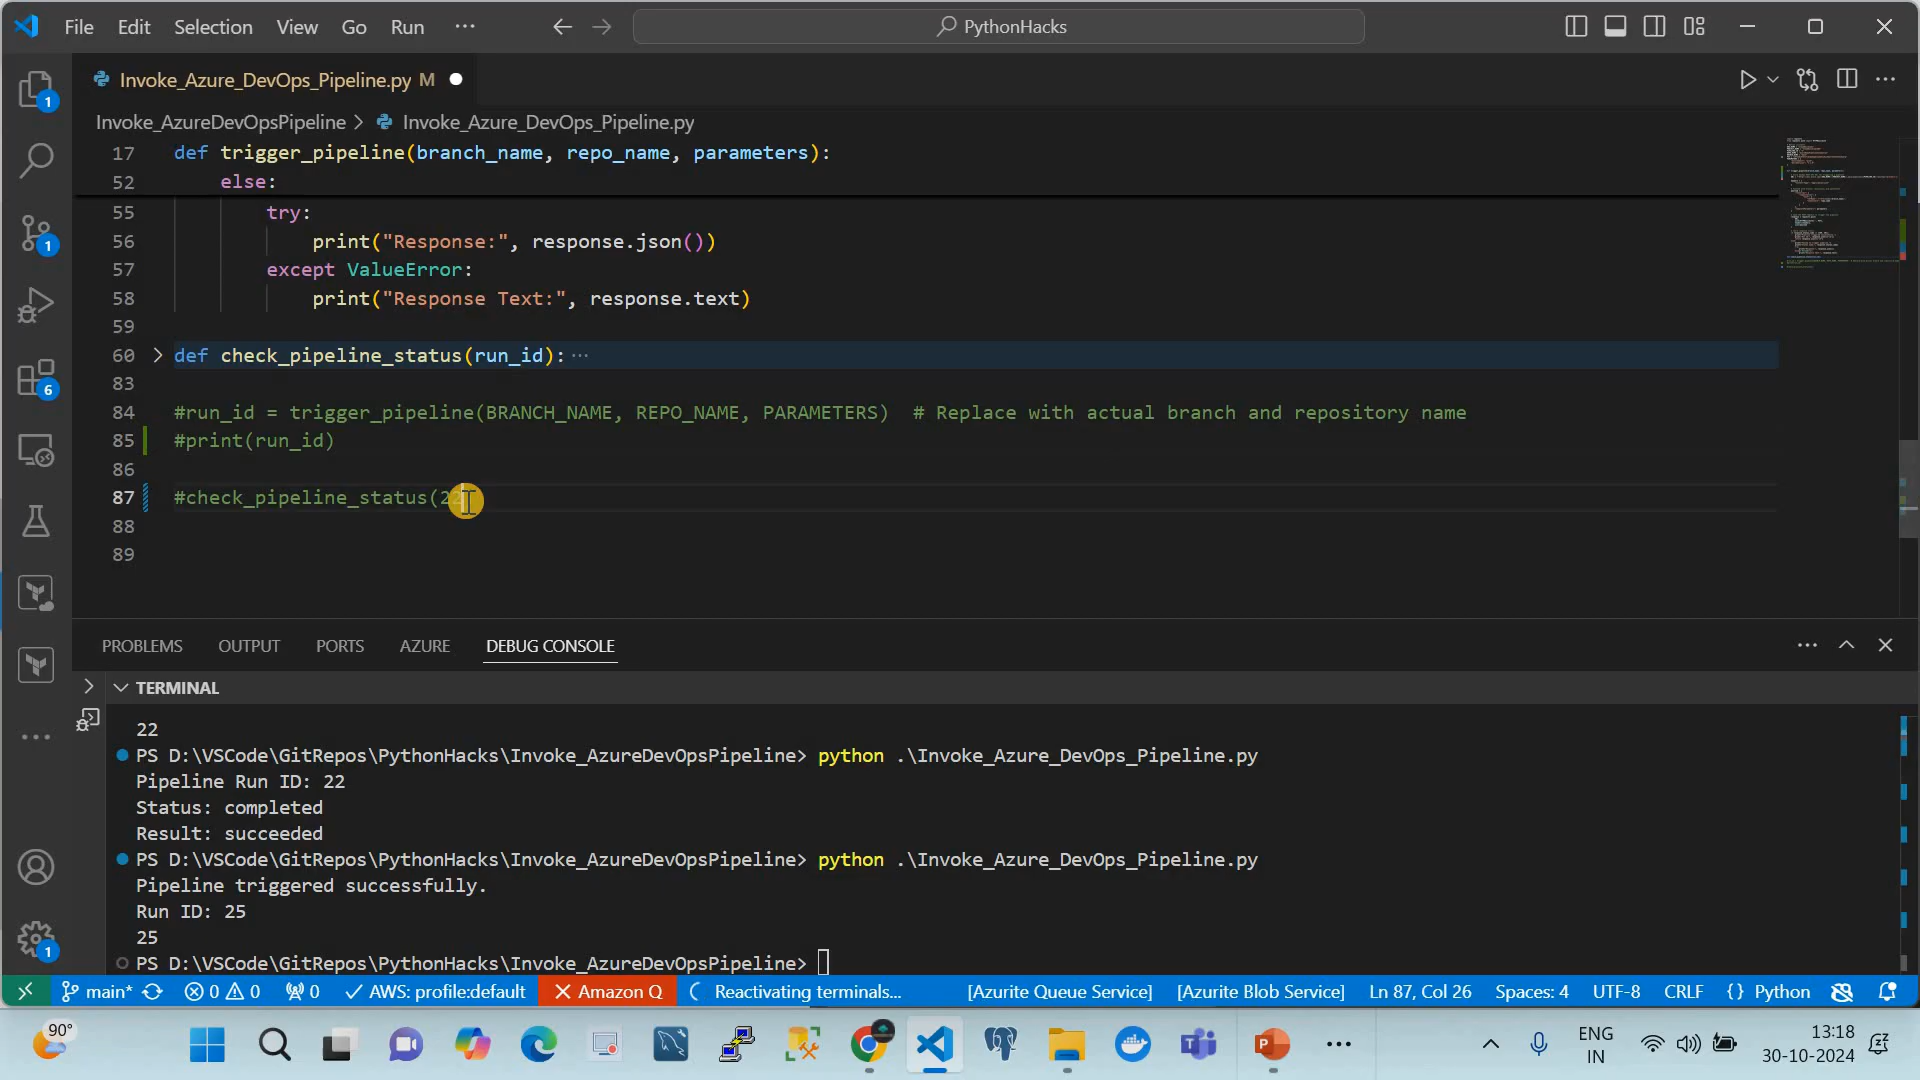 File Edit Selection View Go Run ···
PythonHacks
Invoke_Azure_DevOps_Pipeline.py M
Invoke_AzureDevOpsPipeline > Invoke_Azure_DevOps_Pipeline.py
17 def trigger_pipeline(branch_name, repo_name, parameters):
52 else:
55 try:
56 print("Response:", response.json())
57 except ValueError:
58 print("Response Text:", response.text)
59
60 def check_pipeline_status(run_id):···
83
84 #run_id = trigger_pipeline(BRANCH_NAME, REPO_NAME, PARAMETERS)  # Replace with actual branch and repository name
85 #print(run_id)
86
87 #check_pipeline_status(22
88
89
1
1
6
1
PROBLEMS OUTPUT PORTS AZURE DEBUG CONSOLE
TERMINAL
22
PS D:\VSCode\GitRepos\PythonHacks\Invoke_AzureDevOpsPipeline> python .\Invoke_Azure_DevOps_Pipeline.py
Pipeline Run ID: 22
Status: completed
Result: succeeded
PS D:\VSCode\GitRepos\PythonHacks\Invoke_AzureDevOpsPipeline> python .\Invoke_Azure_DevOps_Pipeline.py
Pipeline triggered successfully.
Run ID: 25
25
PS D:\VSCode\GitRepos\PythonHacks\Invoke_AzureDevOpsPipeline>
main* 0 0 0 AWS: profile:default Amazon Q Reactivating terminals... [Azurite Queue Service] [Azurite Blob Service] Ln 87, Col 26 Spaces: 4 UTF-8 CRLF {} Python
90°
ENG
IN
13:18
30-10-2024